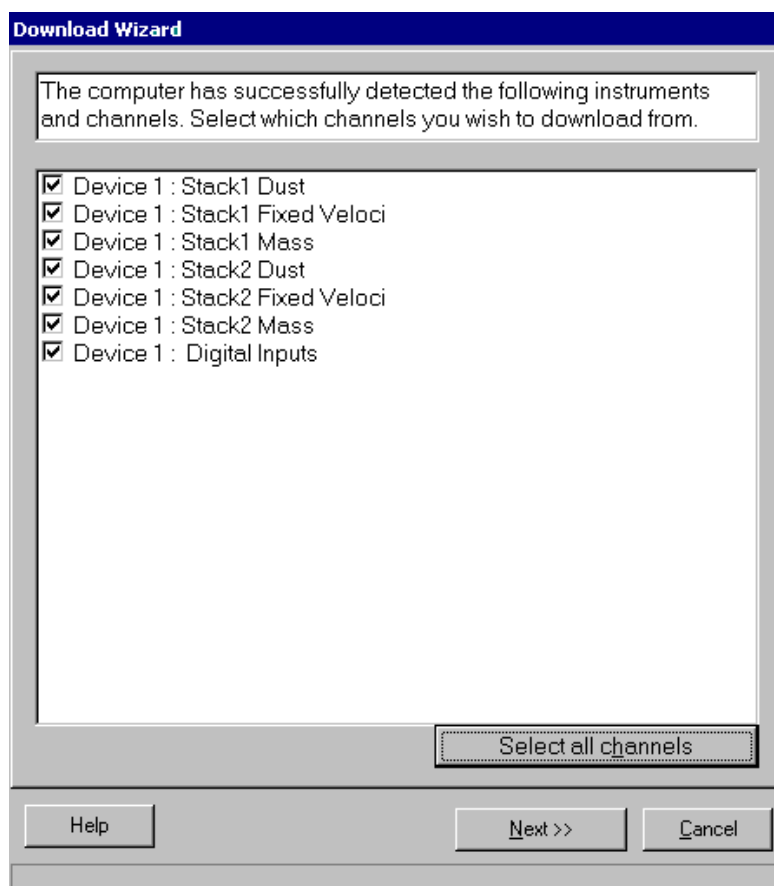 Download Wizard
The computer has successfully detected the following instruments
and channels. Select which channels you wish to download from.
Device 1 : Stack1 Dust
Device 1 : Stack1 Fixed Veloci
Device 1 : Stack1 Mass
Device 1 : Stack2 Dust
Device 1 : Stack2 Fixed Veloci
Device 1 : Stack2 Mass
Device 1 : Digital Inputs
Select all channels
Help
Next >>
Cancel